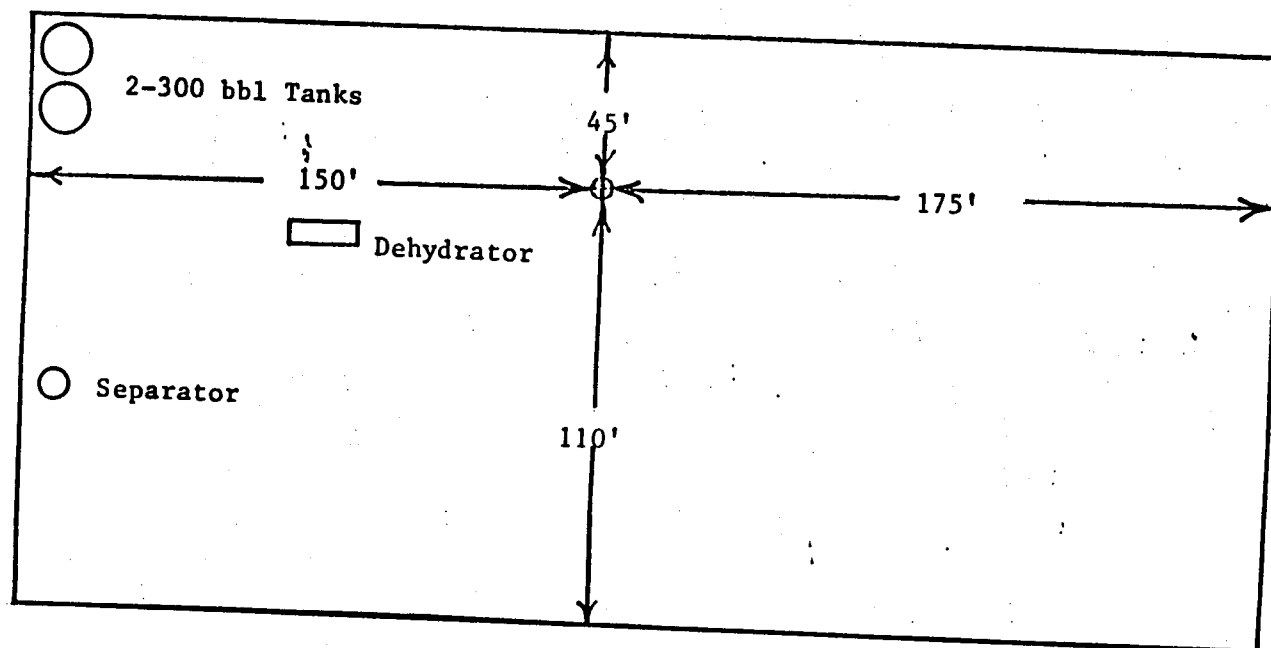 2-300 bbl Tanks
45'
150'
175'
Dehydrator
Separator
110'